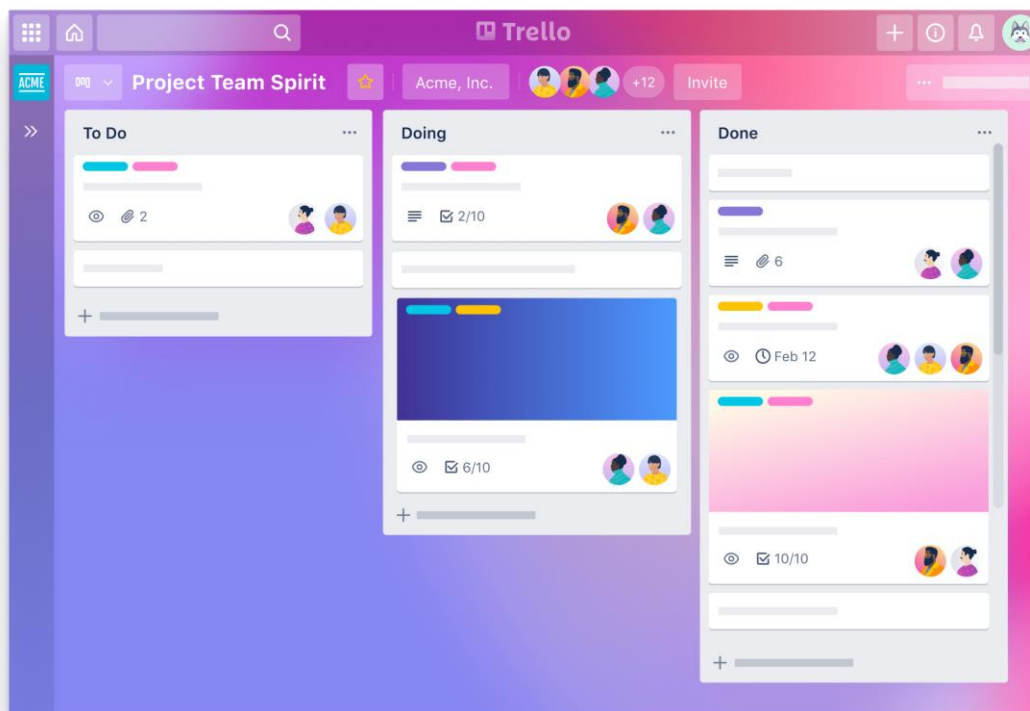 Trello
ACME
Project Team Spirit
Acme, Inc.
+12
Invite
To Do
Doing
Done
2
2/10
6
Feb 12
6/10
10/10